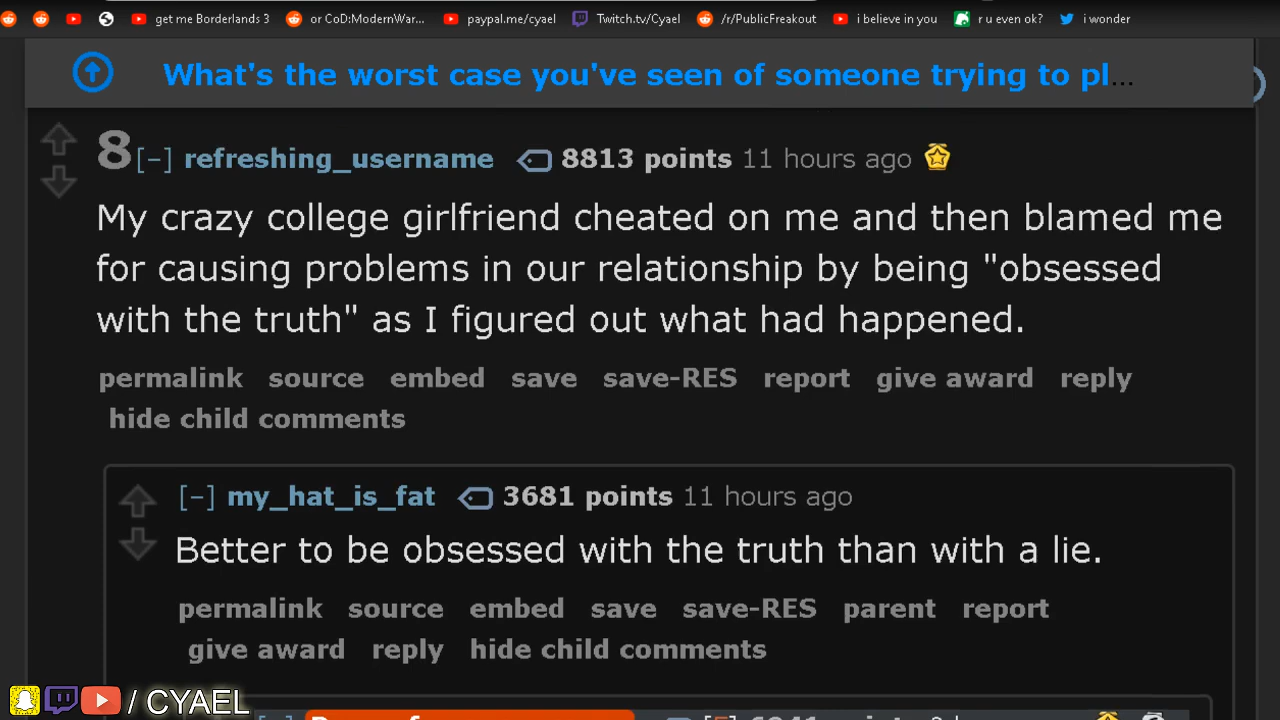 get me Borderlands 3 or CoD:ModernWar... paypal.me/cyael Twitch.tv/Cyael /r/PublicFreakout i believe in you r u even ok? i wonder
What's the worst case you've seen of someone trying to pl...
8 [–] refreshing_username 8813 points 11 hours ago
My crazy college girlfriend cheated on me and then blamed me
for causing problems in our relationship by being "obsessed
with the truth" as I figured out what had happened.
permalink source embed save save-RES report give award reply
hide child comments
[–] my_hat_is_fat 3681 points 11 hours ago
Better to be obsessed with the truth than with a lie.
permalink source embed save save-RES parent report
give award reply hide child comments
/ CYAEL